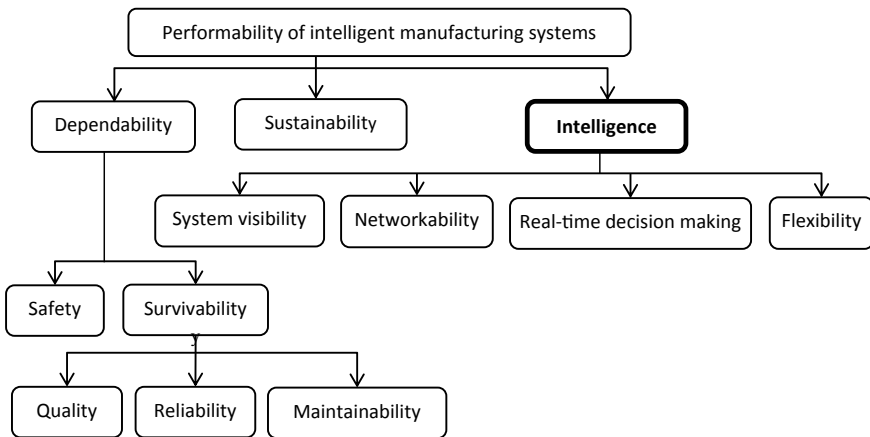 Performability of intelligent manufacturing systems
Dependability
Sustainability
Intelligence
System visibility
Networkability
Real-time decision making
Flexibility
Safety
Survivability
y
Quality
Reliability
Maintainability